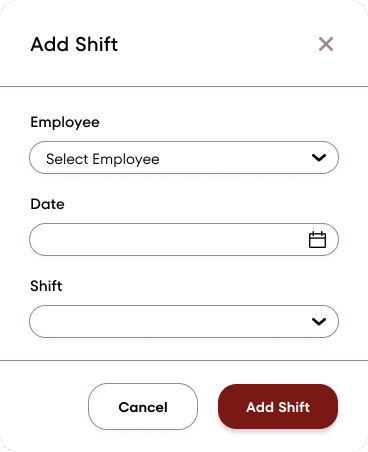 Add Shift
Employee
Select Employee
Date
Shift
Cancel
Add Shift